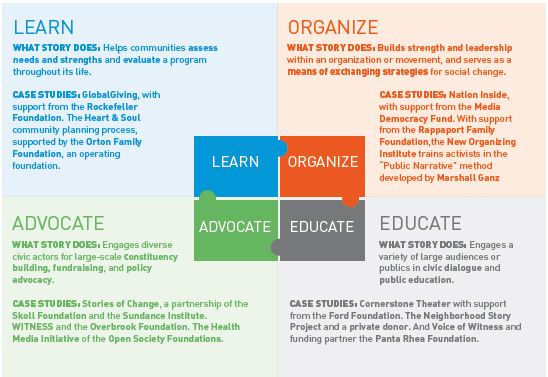 LEARN
WHAT STORY DOES: Helps communities assess
needs and strengths and evaluate a program
throughout its life.
CASE STUDIES: GlobalGiving, with
support from the Rockefeller
Foundation. The Heart & Soul
community planning process,
supported by the Orton Family
Foundation, an operating
foundation.
ORGANIZE
WHAT STORY DOES: Builds strength and leadership
within an organization or movement, and serves as a
means of exchanging strategies for social change.
CASE STUDIES: Nation Inside,
with support from the Media
Democracy Fund. With support
from the Rappaport Family
Foundation,the New Organizing
Institute trains activists in the
"Public Narrative" method
developed by Marshall Ganz
LEARN
ORGANIZE
ADVOCATE
EDUCATE
ADVOCATE
WHAT STORY DOES: Engages diverse
civic actors for large-scale Constituency
building, fundraising, and policy
advocacy.
CASE STUDIES: Stories of Change, a partnership of the
Skoll Foundation and the Sundance Institute.
WITNESS and the Overbrook Foundation. The Health
Media Initiative of the Open Society Foundations.
EDUCATE
WHAT STORY DOES: Engages a
variety of large audiences or
publics in civic dialogue and
public education.
CASE STUDIES: Cornerstone Theater with support
from the Ford Foundation. The Neighborhood Story
Project and a private donor. And Voice of Witness and
funding partner the Panta Rhea Foundation.